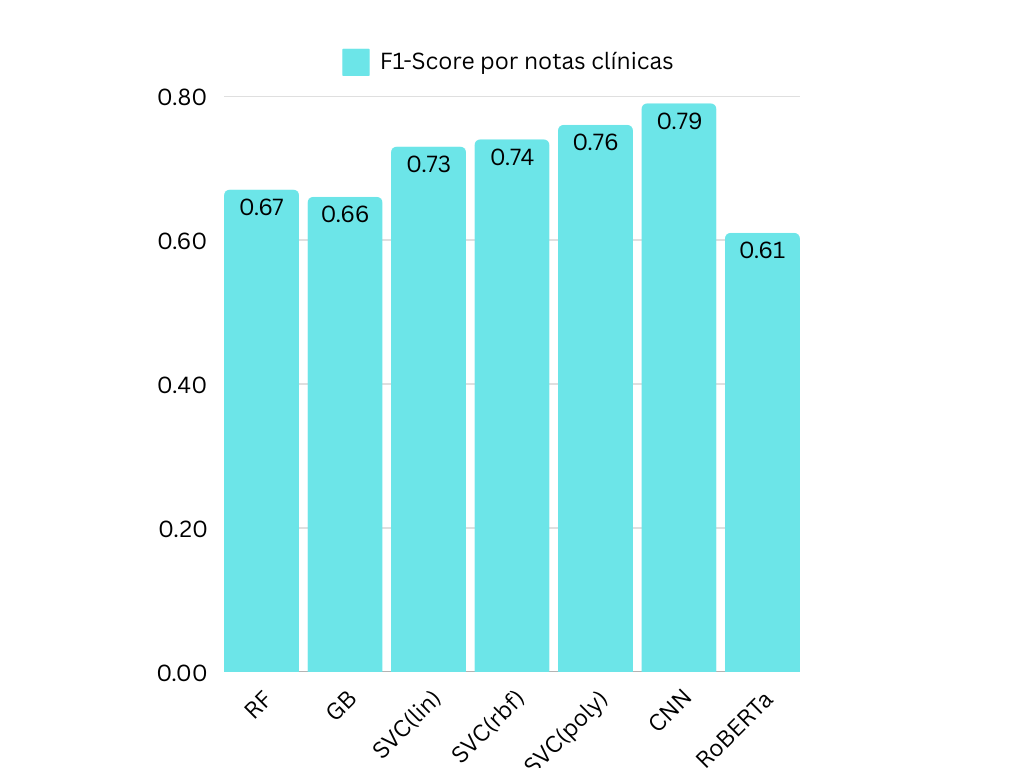 F1-Score por notas clínicas
0.80
0.60
0.40
0.20
0.00
0.67
0.66
0.73
0.74
0.76
0.79
0.61
RF
GB
SVC(lin)
SVC(rbf)
SVC(poly)
CNN
RoBERTa